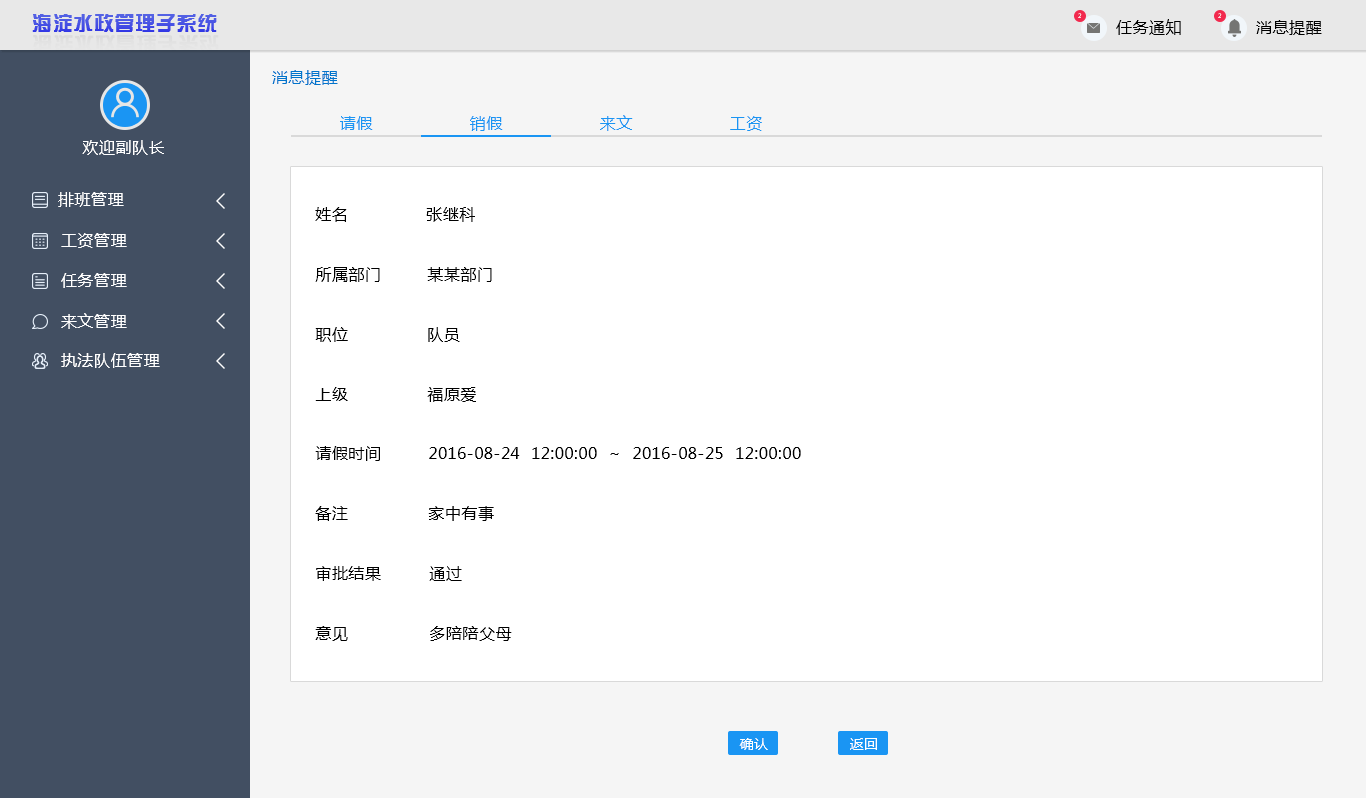 海淀水政管理子系统
2 任务通知 2 消息提醒
欢迎副队长
排班管理
工资管理
任务管理
来文管理
执法队伍管理
消息提醒
请假 销假 来文 工资
姓名 张继科
所属部门 某某部门
职位 队员
上级 福原爱
请假时间 2016-08-24 12:00:00 ~ 2016-08-25 12:00:00
备注 家中有事
审批结果 通过
意见 多陪陪父母
确认 返回